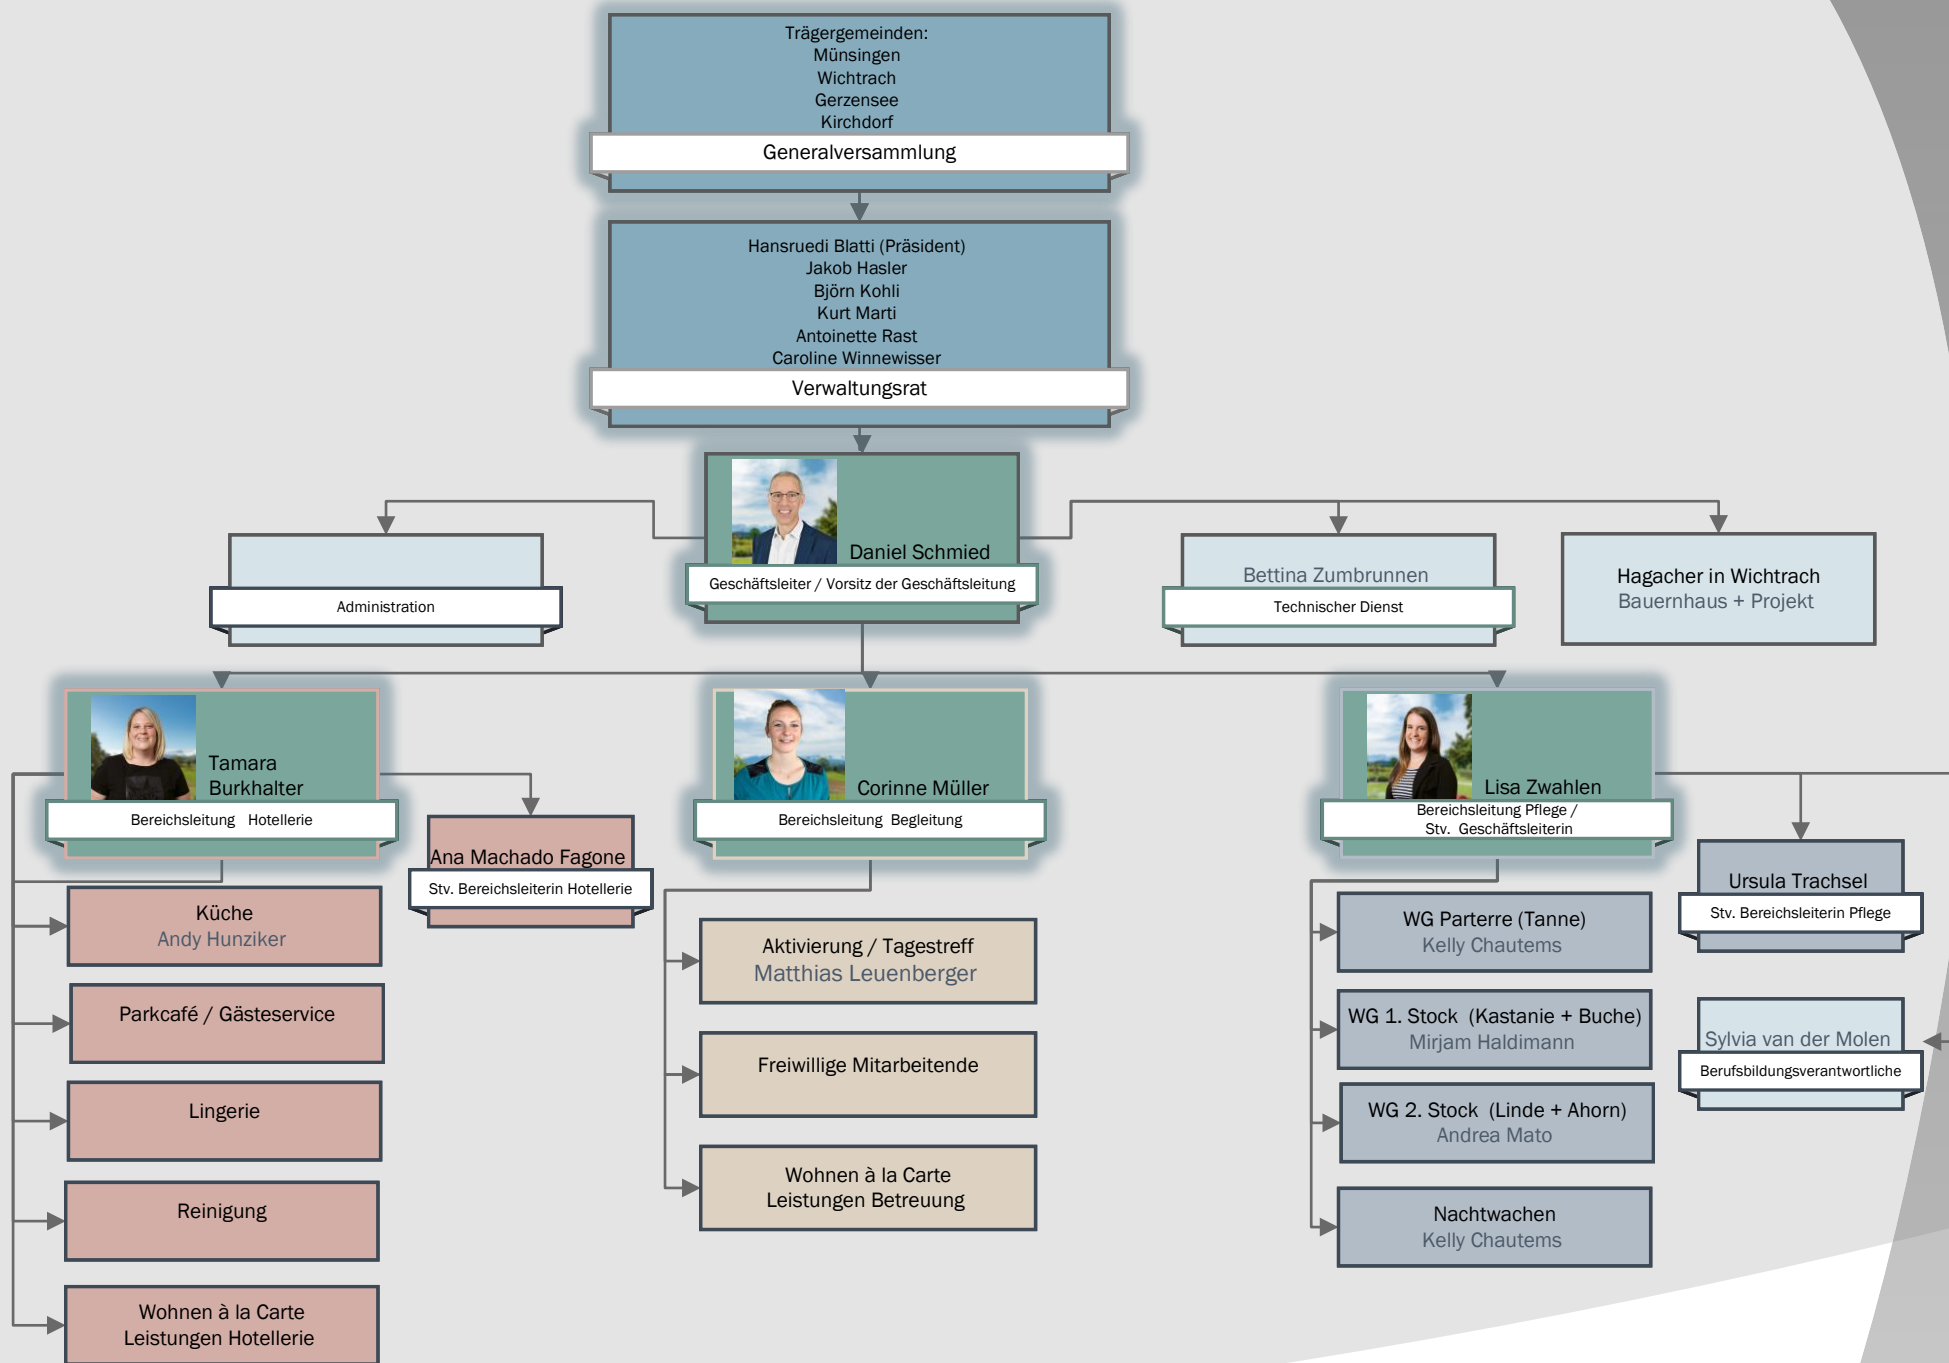 Trägergemeinden:
Münsingen
Wichtrach
Gerzensee
Kirchdorf
Generalversammlung
Hansruedi Blatti (Präsident)
Jakob Hasler
Björn Kohli
Kurt Marti
Antoinette Rast
Caroline Winnewisser
Verwaltungsrat
Daniel Schmied
Geschäftsleiter / Vorsitz der Geschäftsleitung
Administration
Bettina Zumbrunnen
Technischer Dienst
Hagacher in Wichtrach
Bauernhaus + Projekt
Tamara
Burkhalter
Bereichsleitung Hotellerie
Ana Machado Fagone
Stv. Bereichsleiterin Hotellerie
Küche
Andy Hunziker
Parkcafé / Gästeservice
Lingerie
Reinigung
Wohnen à la Carte
Leistungen Hotellerie
Corinne Müller
Bereichsleitung Begleitung
Aktivierung / Tagestreff
Matthias Leuenberger
Freiwillige Mitarbeitende
Wohnen à la Carte
Leistungen Betreuung
Lisa Zwahlen
Bereichsleitung Pflege /
Stv. Geschäftsleiterin
WG Parterre (Tanne)
Kelly Chautems
WG 1. Stock (Kastanie + Buche)
Mirjam Haldimann
WG 2. Stock (Linde + Ahorn)
Andrea Mato
Nachtwachen
Kelly Chautems
Ursula Trachsel
Stv. Bereichsleiterin Pflege
Sylvia van der Molen
Berufsbildungsverantwortliche